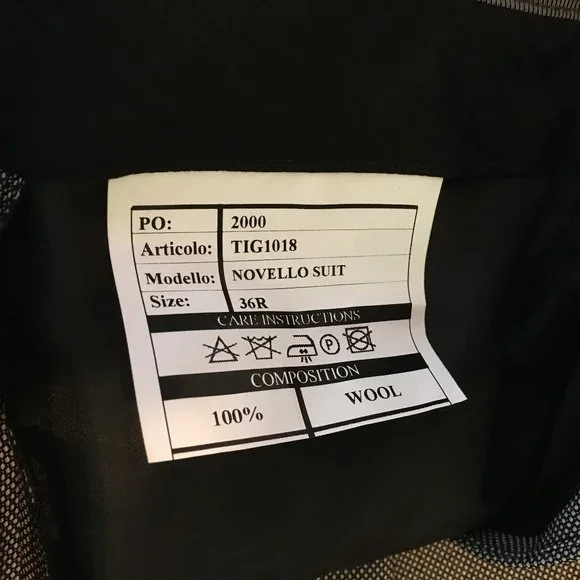 PO: 2000
Articolo: TIG1018
Modello: NOVELLO SUIT
Size: 36R
CARE INSTRUCTIONS
P
COMPOSITION
100% WOOL